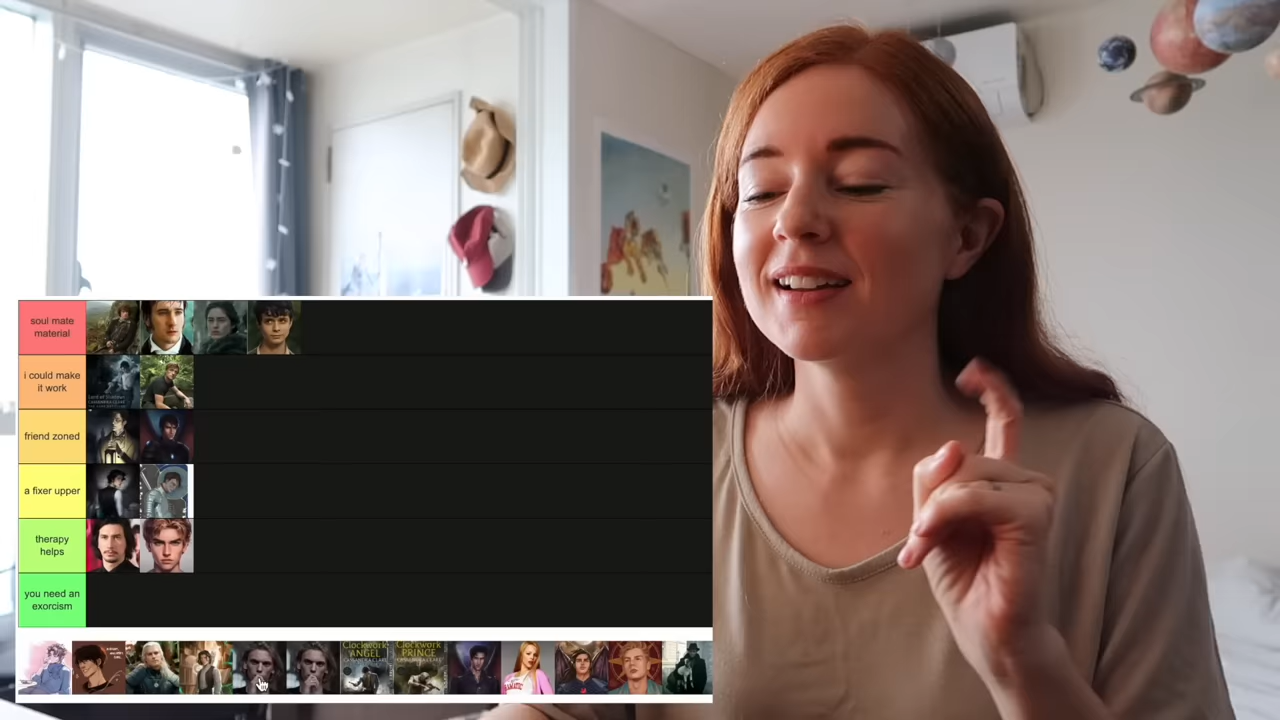 soul mate
material
i could make
it work
friend zoned
a fixer upper
therapy
helps
you need an
exorcism
Clockwork
ANGEL
Clockwork
PRINCE